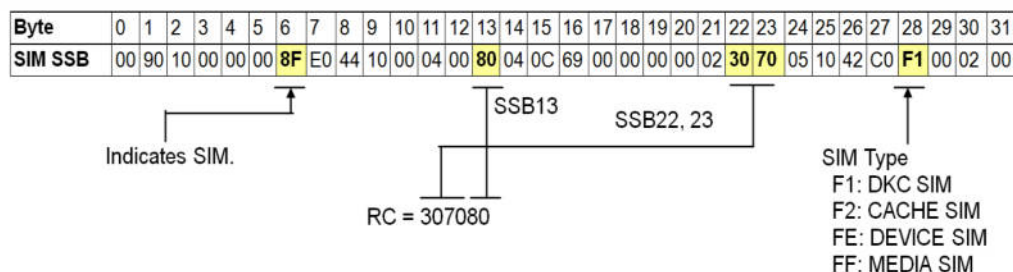 Byte 0 1 2 3 4 5 6 7 8 9 10 11 12 13 14 15 16 17 18 19 20 21 22 23 24 25 26 27 28 29 30 31
SIM SSB 00 90 10 00 00 00 8F E0 44 10 00 04 00 80 04 0C 69 00 00 00 00 02 30 70 05 10 42 C0 F1 00 02 00
SSB13
SSB22, 23
Indicates SIM.
RC = 307080
SIM Type
F1: DKC SIM
F2: CACHE SIM
FE: DEVICE SIM
FF: MEDIA SIM